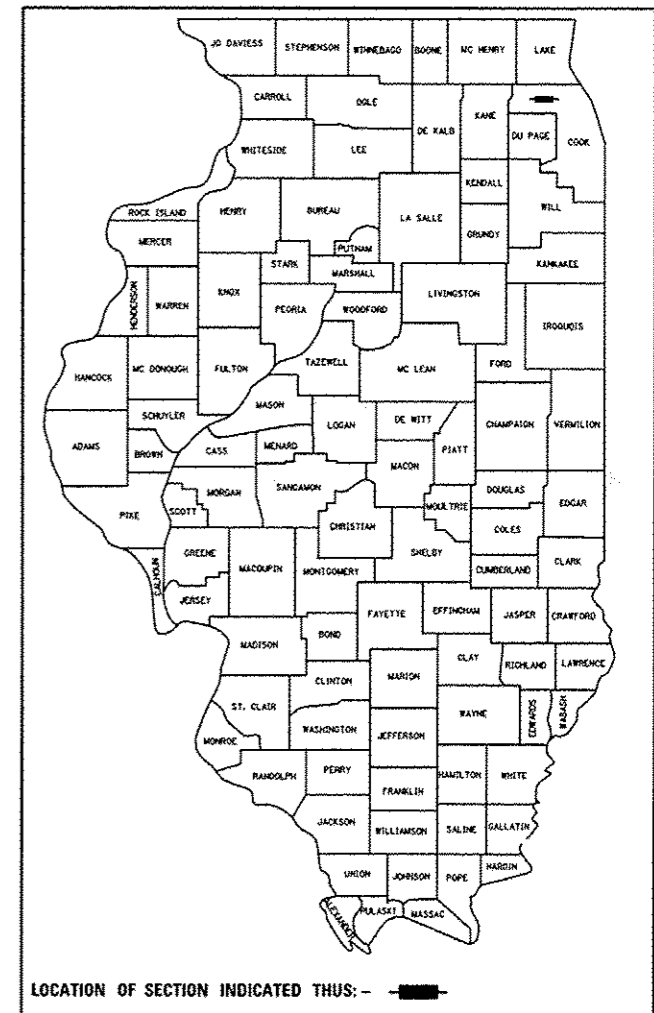 JO DAVIESS STEPHENSON WINNEBAGO BOONE MC HENRY LAKE
CARROLL OGLE DE KALB KANE DU PAGE COOK
WHITESIDE LEE
KENDALL WILL
ROCK ISLAND HENRY BUREAU LA SALLE GRUNDY
MERCER PUTNAM KANKAKEE
STARK MARSHALL
HENDERSON WARREN KNOX PEORIA WOODFORD LIVINGSTON IROQUOIS
HANCOCK MC DONOUGH FULTON TAZEWELL MC LEAN FORD
SCHUYLER MASON LOGAN DE WITT CHAMPAIGN VERMILION
ADAMS BROWN CASS MENARD MACON PIATT
PIKE SCOTT MORGAN SANGAMON CHRISTIAN MOULTRIE DOUGLAS EDGAR
COLES
CALHOUN GREENE MACOUPIN MONTGOMERY SHELBY CUMBERLAND CLARK
JERSEY FAYETTE EFFINGHAM JASPER CRAWFORD
MADISON BOND CLAY RICHLAND LAWRENCE
CLINTON MARION
ST. CLAIR WASHINGTON JEFFERSON WAYNE EDWARDS WABASH
MONROE
RANDOLPH PERRY FRANKLIN HAMILTON WHITE
JACKSON WILLIAMSON SALINE GALLATIN
UNION JOHNSON POPE HARDIN
ALEXANDER PULASKI MASSAC
LOCATION OF SECTION INDICATED THUS: -